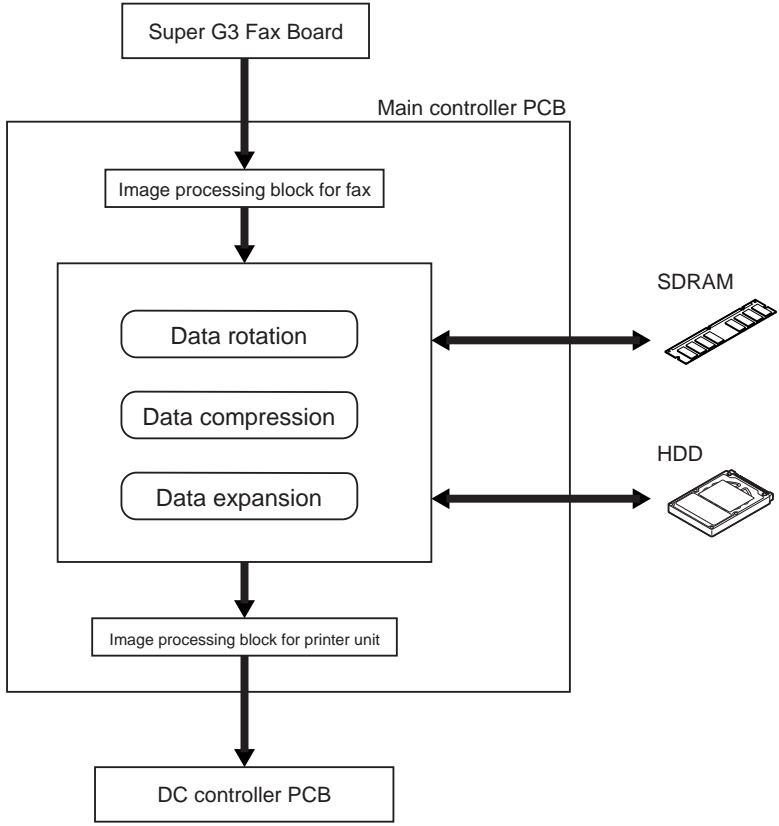 Super G3 Fax Board
Main controller PCB
Image processing block for fax
SDRAM
Data rotation
Data compression
HDD
Data expansion
Image processing block for printer unit
DC controller PCB